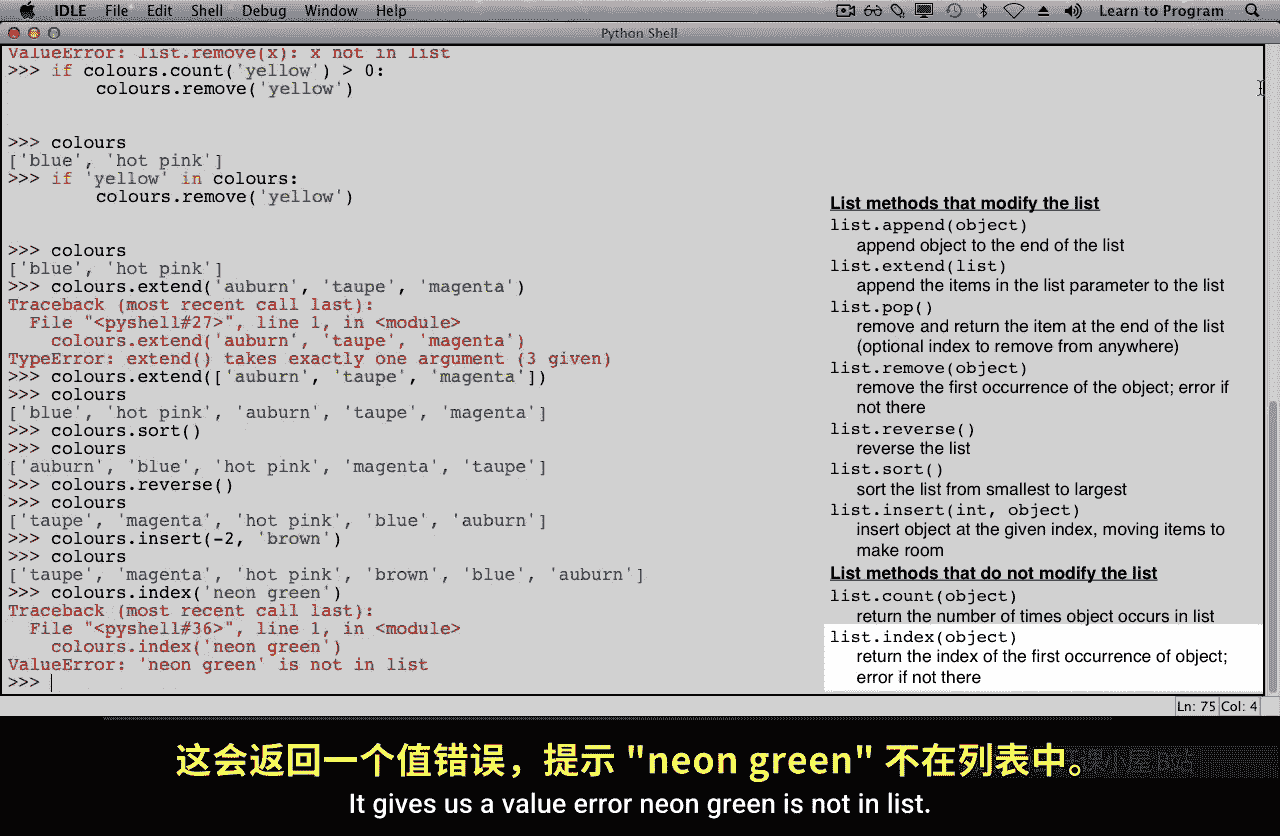 IDLE File Edit Shell Debug Window Help Learn to Program
Python Shell
ValueError: list.remove(x): x not in list
>>> if colours.count('yellow') > 0:
        colours.remove('yellow')
>>> colours
['blue', 'hot pink']
>>> if 'yellow' in colours:
        colours.remove('yellow')
>>> colours
['blue', 'hot pink']
>>> colours.extend('auburn', 'taupe', 'magenta')
Traceback (most recent call last):
  File "<pyshell#27>", line 1, in <module>
    colours.extend('auburn', 'taupe', 'magenta')
TypeError: extend() takes exactly one argument (3 given)
>>> colours.extend(['auburn', 'taupe', 'magenta'])
>>> colours
['blue', 'hot pink', 'auburn', 'taupe', 'magenta']
>>> colours.sort()
>>> colours
['auburn', 'blue', 'hot pink', 'magenta', 'taupe']
>>> colours.reverse()
>>> colours
['taupe', 'magenta', 'hot pink', 'blue', 'auburn']
>>> colours.insert(-2, 'brown')
>>> colours
['taupe', 'magenta', 'hot pink', 'brown', 'blue', 'auburn']
>>> colours.index('neon green')
Traceback (most recent call last):
  File "<pyshell#36>", line 1, in <module>
    colours.index('neon green')
ValueError: 'neon green' is not in list
>>>
List methods that modify the list
list.append(object)
append object to the end of the list
list.extend(list)
append the items in the list parameter to the list
list.pop()
remove and return the item at the end of the list
(optional index to remove from anywhere)
list.remove(object)
remove the first occurrence of the object; error if
not there
list.reverse()
reverse the list
list.sort()
sort the list from smallest to largest
list.insert(int, object)
insert object at the given index, moving items to
make room
List methods that do not modify the list
list.count(object)
return the number of times object occurs in list
list.index(object)
return the index of the first occurrence of object;
error if not there
Ln: 75 Col: 4
这会返回一个值错误，提示 "neon green" 不在列表中。
It gives us a value error neon green is not in list.